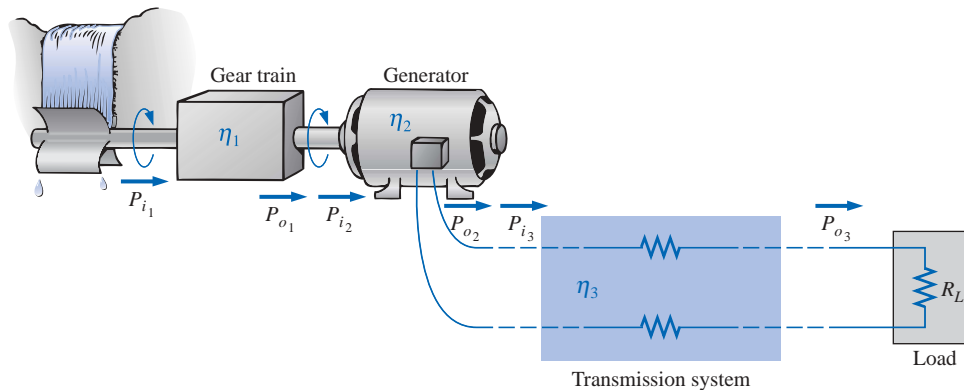 Gear train
Generator
η1
η2
Pi1
Po1
Pi2
Po2
Pi3
Po3
η3
RL
Load
Transmission system